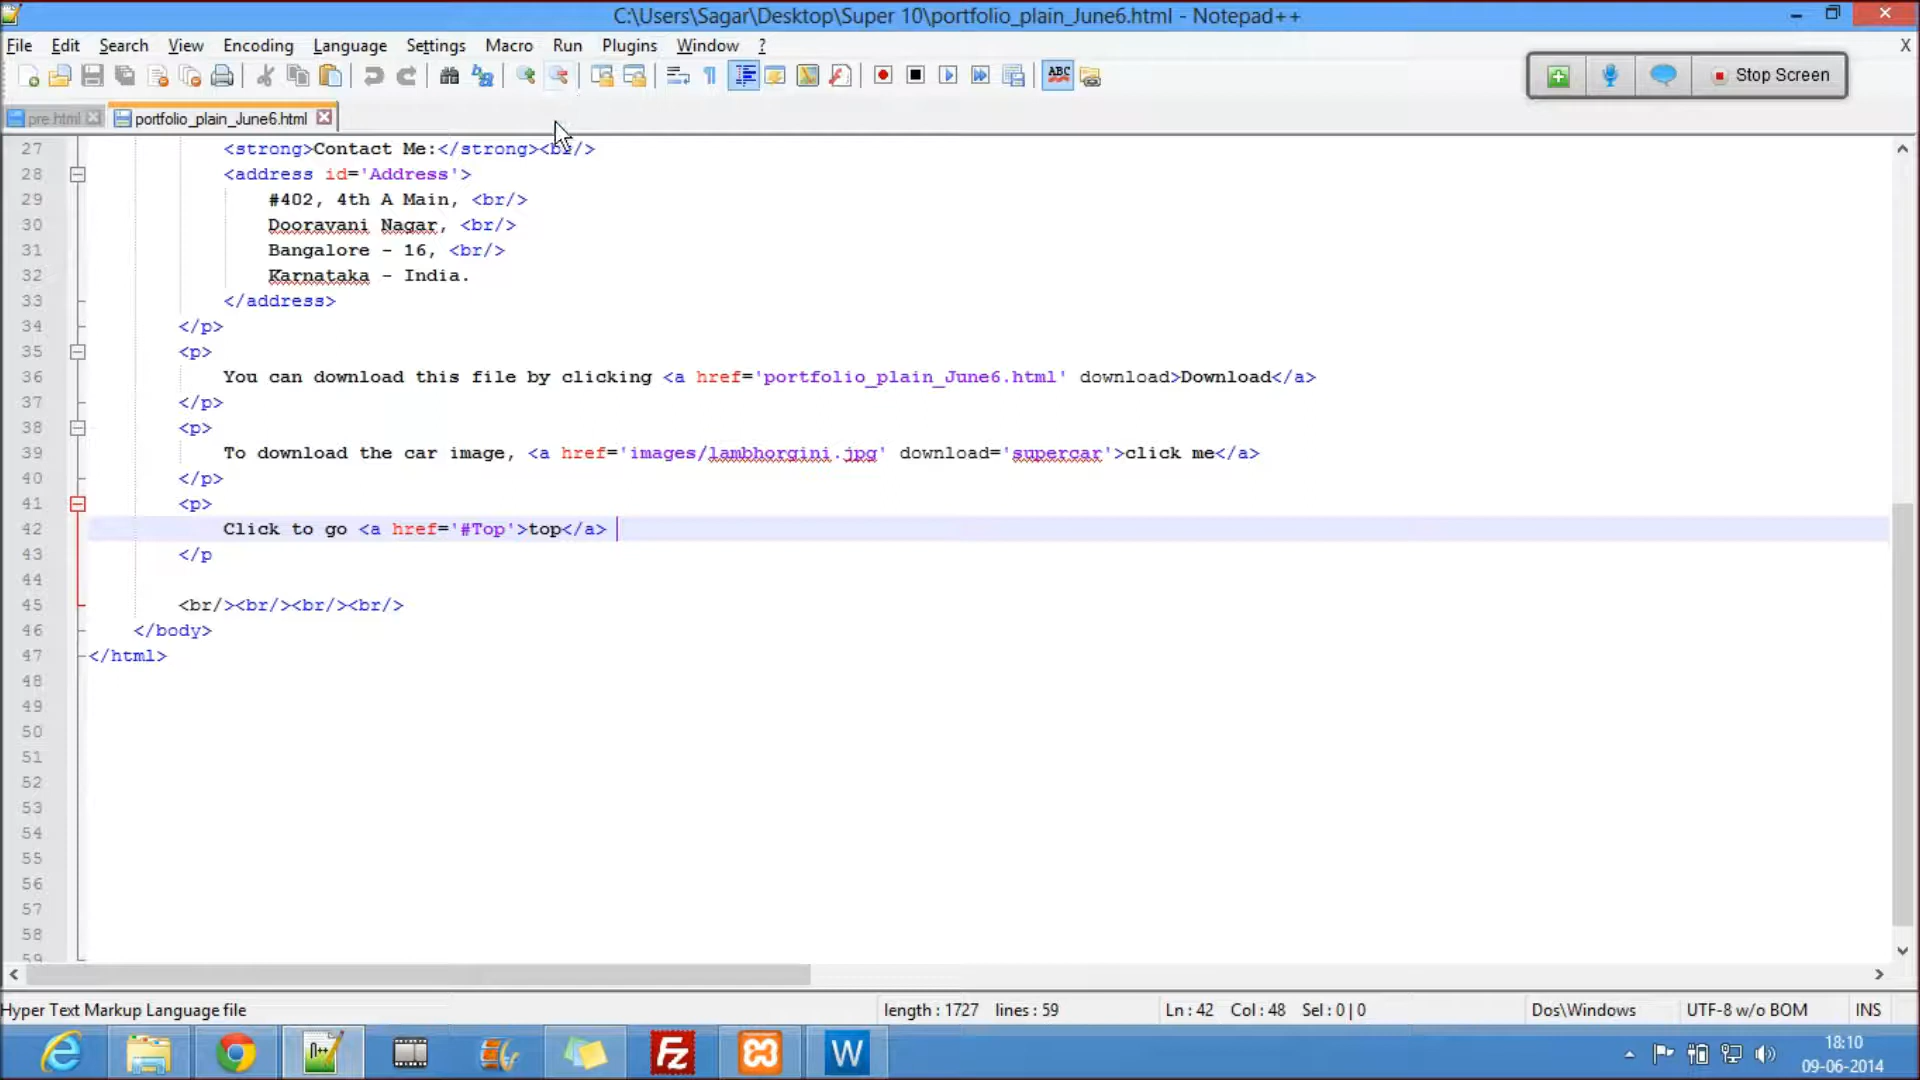 C:\Users\Sagar\Desktop\Super 10\portfolio_plain_June6.html - Notepad++
File Edit Search View Encoding Language Settings Macro Run Plugins Window ? X
ABC Stop Screen
pre.html portfolio_plain_June6.html
27 <strong>Contact Me:</strong><br/>
28 <address id='Address'>
29 #402, 4th A Main, <br/>
30 Dooravani Nagar, <br/>
31 Bangalore - 16, <br/>
32 Karnataka - India.
33 </address>
34 </p>
35 <p>
36 You can download this file by clicking <a href='portfolio_plain_June6.html' download>Download</a>
37 </p>
38 <p>
39 To download the car image, <a href='images/lambhorgini.jpg' download='supercar'>click me</a>
40 </p>
41 <p>
42 Click to go <a href='#Top'>top</a>
43 </p
44
45 <br/><br/><br/><br/>
46 </body>
47 </html>
48
49
50
51
52
53
54
55
56
57
58
59
Hyper Text Markup Language file length : 1727 lines : 59 Ln : 42 Col : 48 Sel : 0 | 0 Dos\Windows UTF-8 w/o BOM INS
18:10
09-06-2014